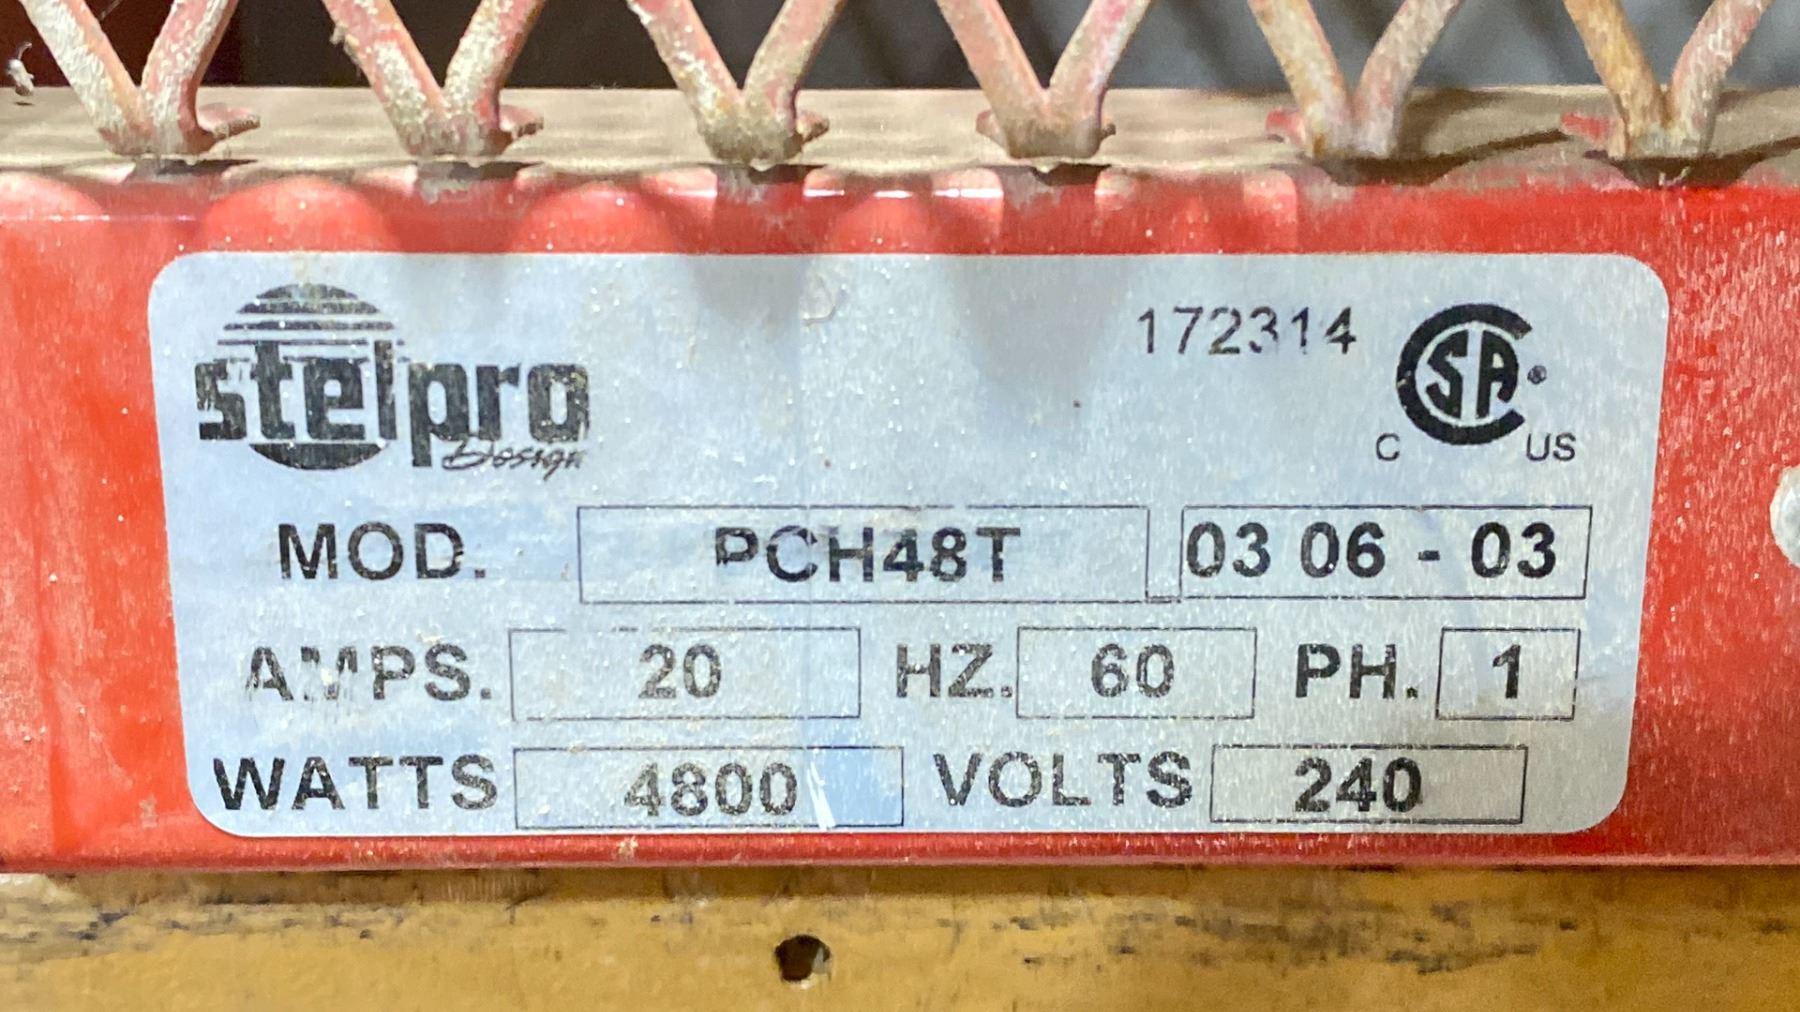 172314
stelpro
Design
CSA®
C US
MOD. PCH48T 03 06 - 03
AMPS. 20 HZ. 60 PH. 1
WATTS 4800 VOLTS 240